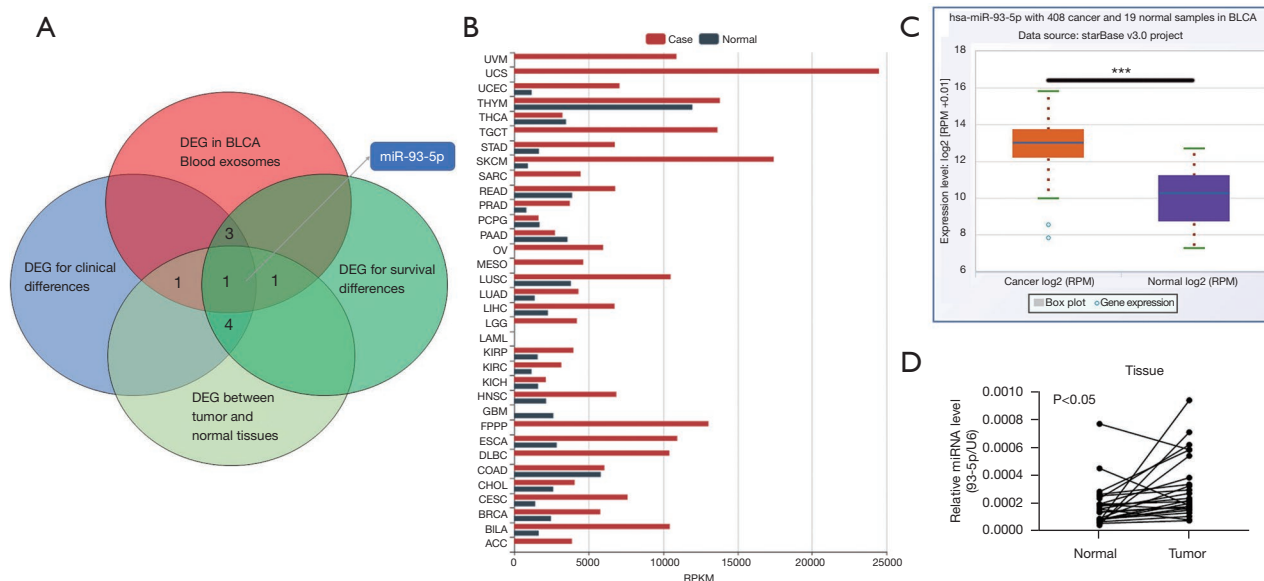 A
DEG in BLCA
Blood exosomes
miR-93-5p
3
DEG for clinical
differences
1
1
1
DEG for survival
differences
4
DEG between
tumor and
normal tissues
B
Case
Normal
UVM
UCS
UCEC
THYM
THCA
TGCT
STAD
SKCM
SARC
READ
PRAD
PCPG
PAAD
OV
MESO
LUSC
LUAD
LIHC
LGG
LAML
KIRP
KIRC
KICH
HNSC
GBM
FPPP
ESCA
DLBC
COAD
CHOL
CESC
BRCA
BILA
ACC
0 5000 10000 15000 20000 25000
RPKM
C
hsa-miR-93-5p with 408 cancer and 19 normal samples in BLCA
Data source: starBase v3.0 project
Expression level: log2 [RPM +0.01]
18
16
14
12
10
8
6
***
Cancer log2 (RPM) Normal log2 (RPM)
Box plot Gene expression
D
Tissue
P<0.05
Relative miRNA level
(93-5p/U6)
0.0010
0.0008
0.0006
0.0004
0.0002
0.0000
Normal Tumor